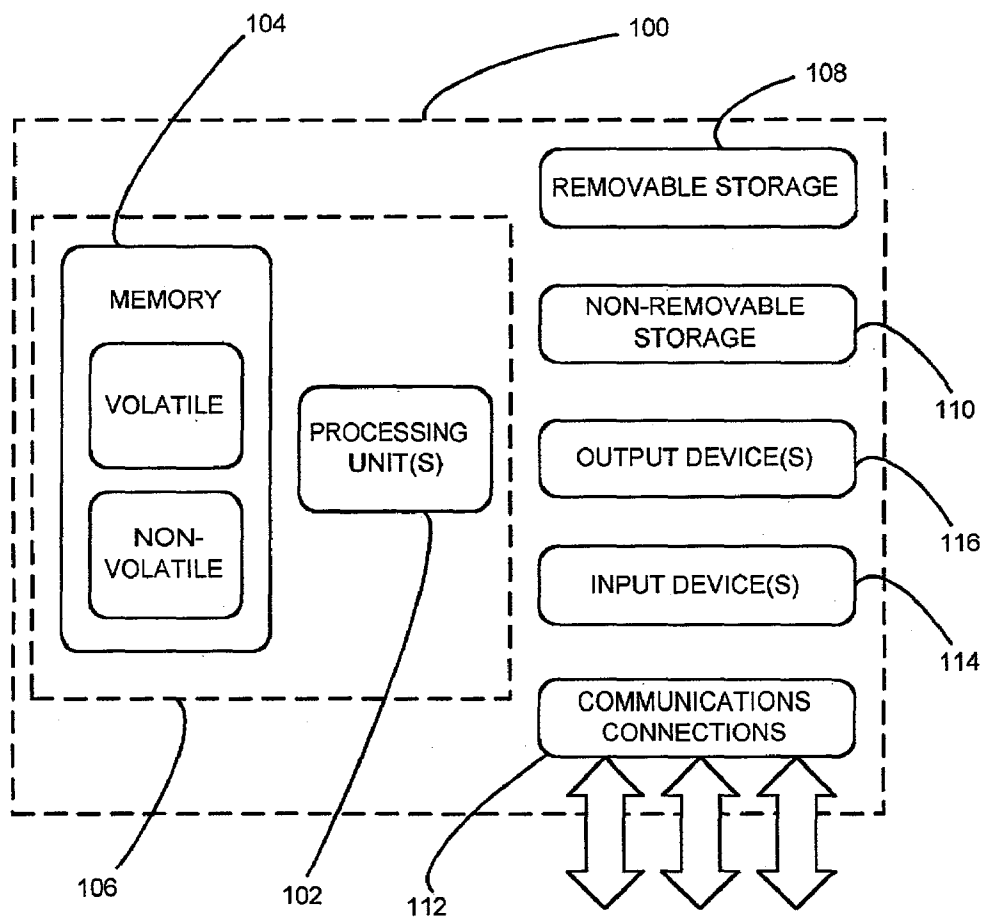 104
100
108
REMOVABLE STORAGE
MEMORY
NON-REMOVABLE
STORAGE
VOLATILE
PROCESSING
UNIT(S)
110
OUTPUT DEVICE(S)
NON-
VOLATILE
116
INPUT DEVICE(S)
114
COMMUNICATIONS
CONNECTIONS
106
102
112